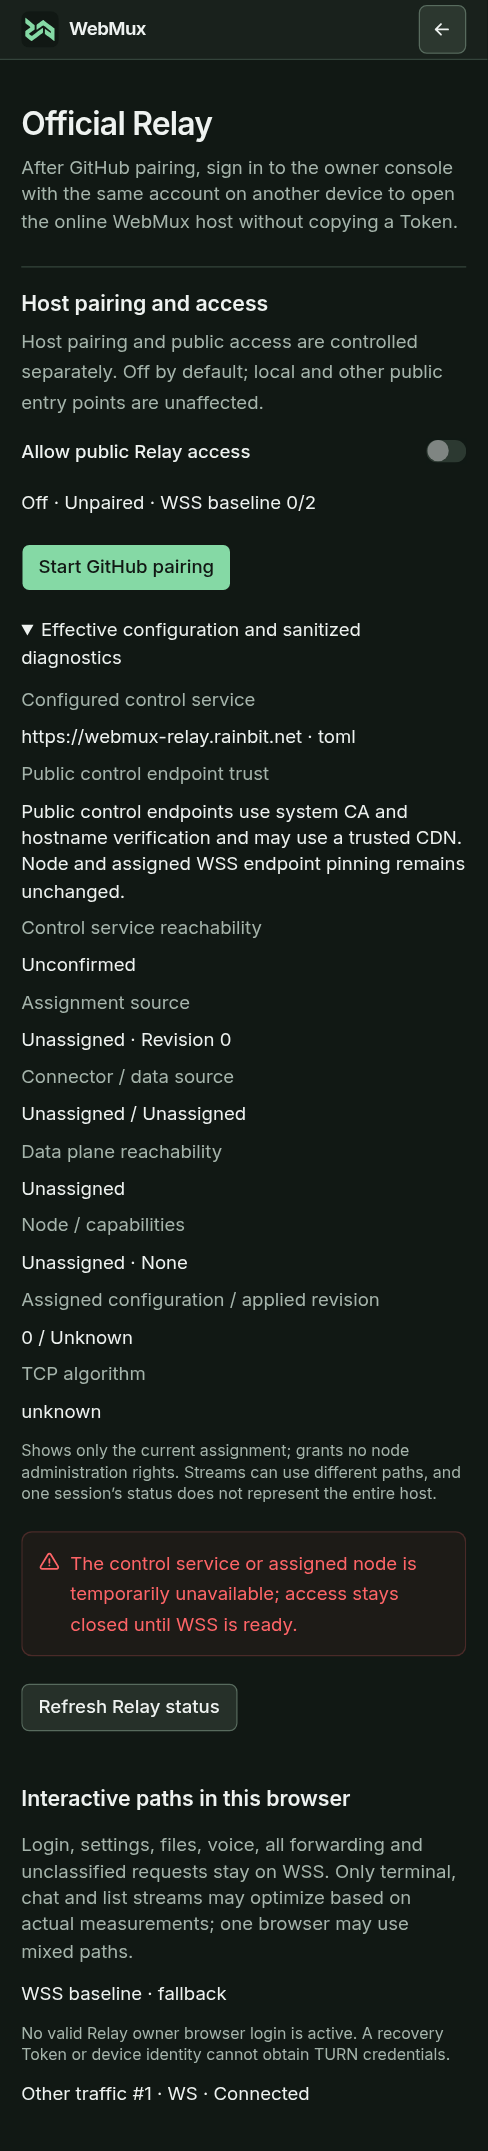 WebMux
Official Relay
After GitHub pairing, sign in to the owner console
with the same account on another device to open
the online WebMux host without copying a Token.
Host pairing and access
Host pairing and public access are controlled
separately. Off by default; local and other public
entry points are unaffected.
Allow public Relay access
Off · Unpaired · WSS baseline 0/2
Start GitHub pairing
▼ Effective configuration and sanitized
diagnostics
Configured control service
https://webmux-relay.rainbit.net · toml
Public control endpoint trust
Public control endpoints use system CA and
hostname verification and may use a trusted CDN.
Node and assigned WSS endpoint pinning remains
unchanged.
Control service reachability
Unconfirmed
Assignment source
Unassigned · Revision 0
Connector / data source
Unassigned / Unassigned
Data plane reachability
Unassigned
Node / capabilities
Unassigned · None
Assigned configuration / applied revision
0 / Unknown
TCP algorithm
unknown
Shows only the current assignment; grants no node
administration rights. Streams can use different paths, and
one session’s status does not represent the entire host.
The control service or assigned node is
temporarily unavailable; access stays
closed until WSS is ready.
Refresh Relay status
Interactive paths in this browser
Login, settings, files, voice, all forwarding and
unclassified requests stay on WSS. Only terminal,
chat and list streams may optimize based on
actual measurements; one browser may use
mixed paths.
WSS baseline · fallback
No valid Relay owner browser login is active. A recovery
Token or device identity cannot obtain TURN credentials.
Other traffic #1 · WS · Connected